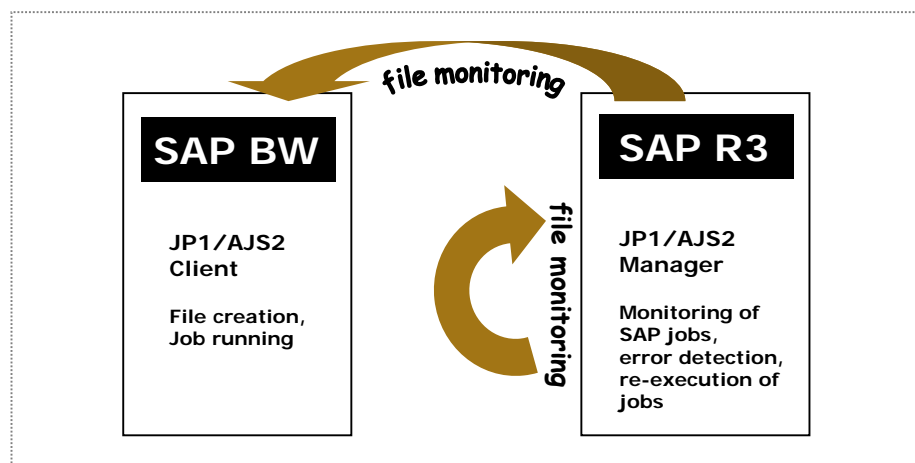 file monitoring
SAP BW
JP1/AJS2
Client
File creation,
Job running
file monitoring
SAP R3
JP1/AJS2
Manager
Monitoring of
SAP jobs,
error detection,
re-execution of
jobs